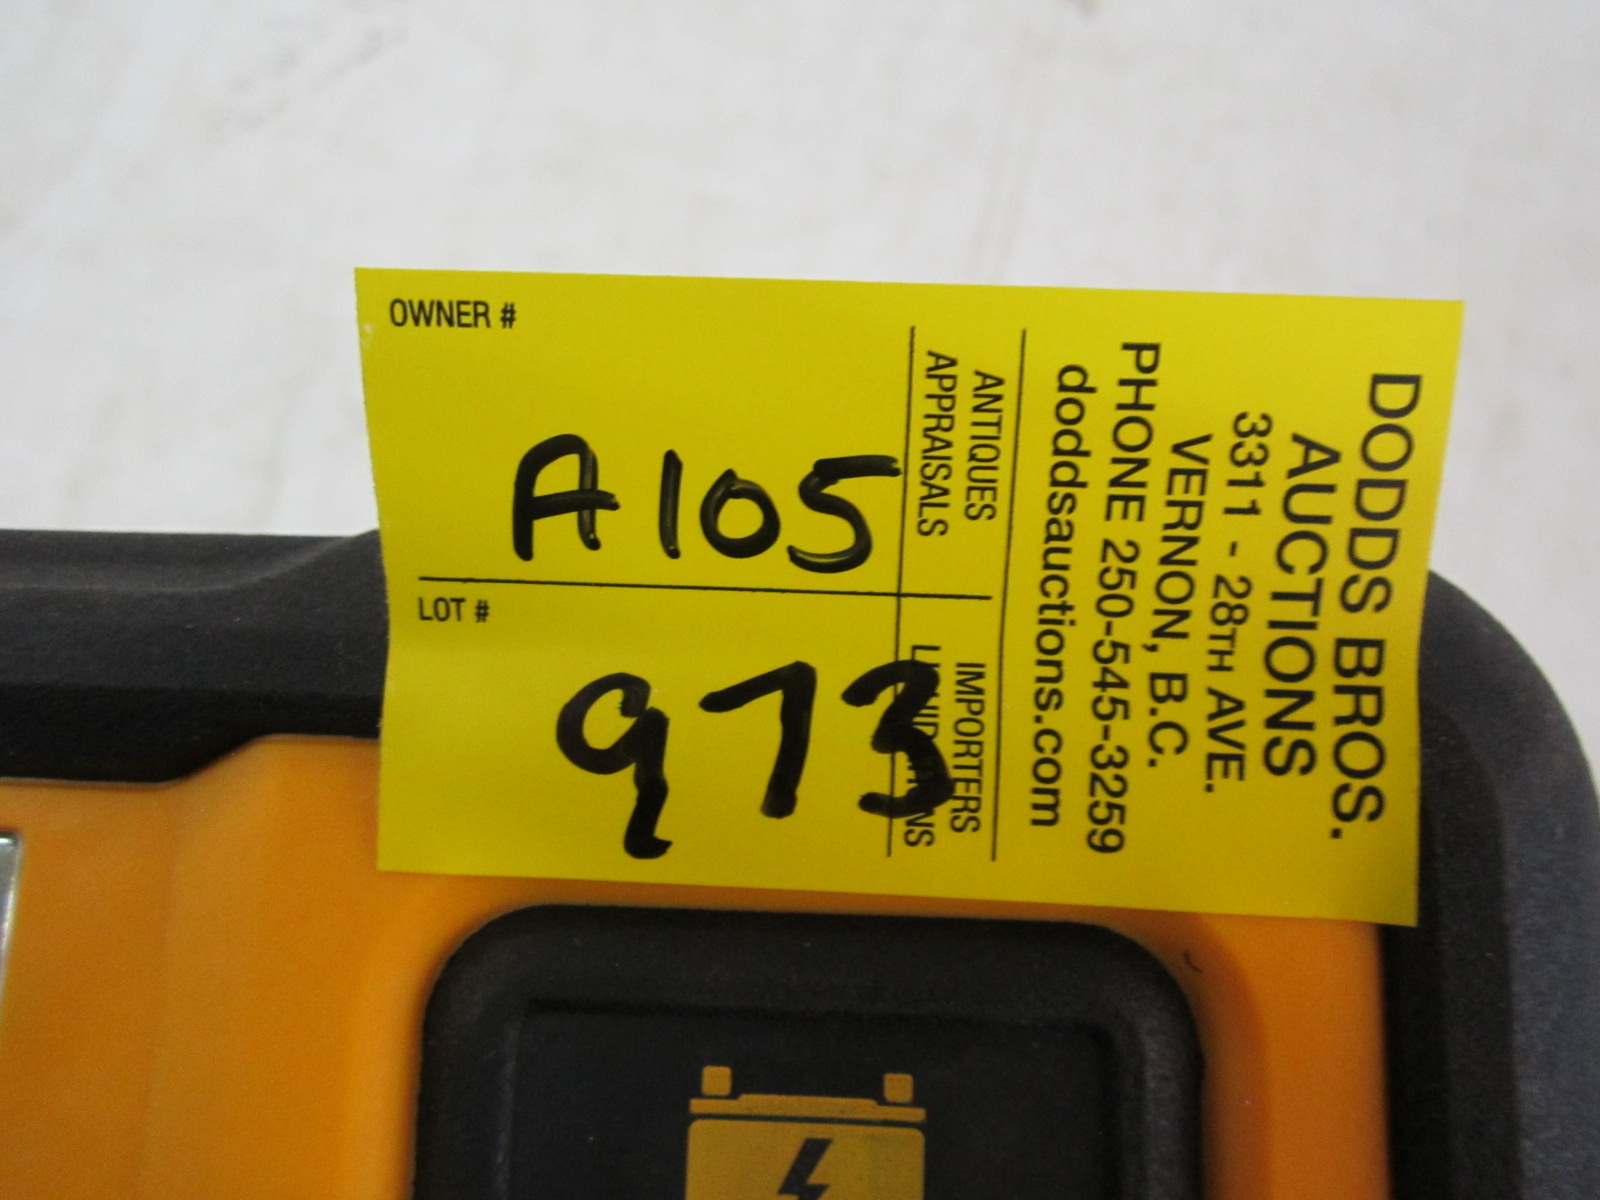 OWNER #
A105
LOT #
973
ANTIQUES
APPRAISALS
IMPORTERS
DODDS BROS.
AUCTIONS
3311 - 28TH AVE.
VERNON, B.C.
PHONE 250-545-3259
doddsauctions.com